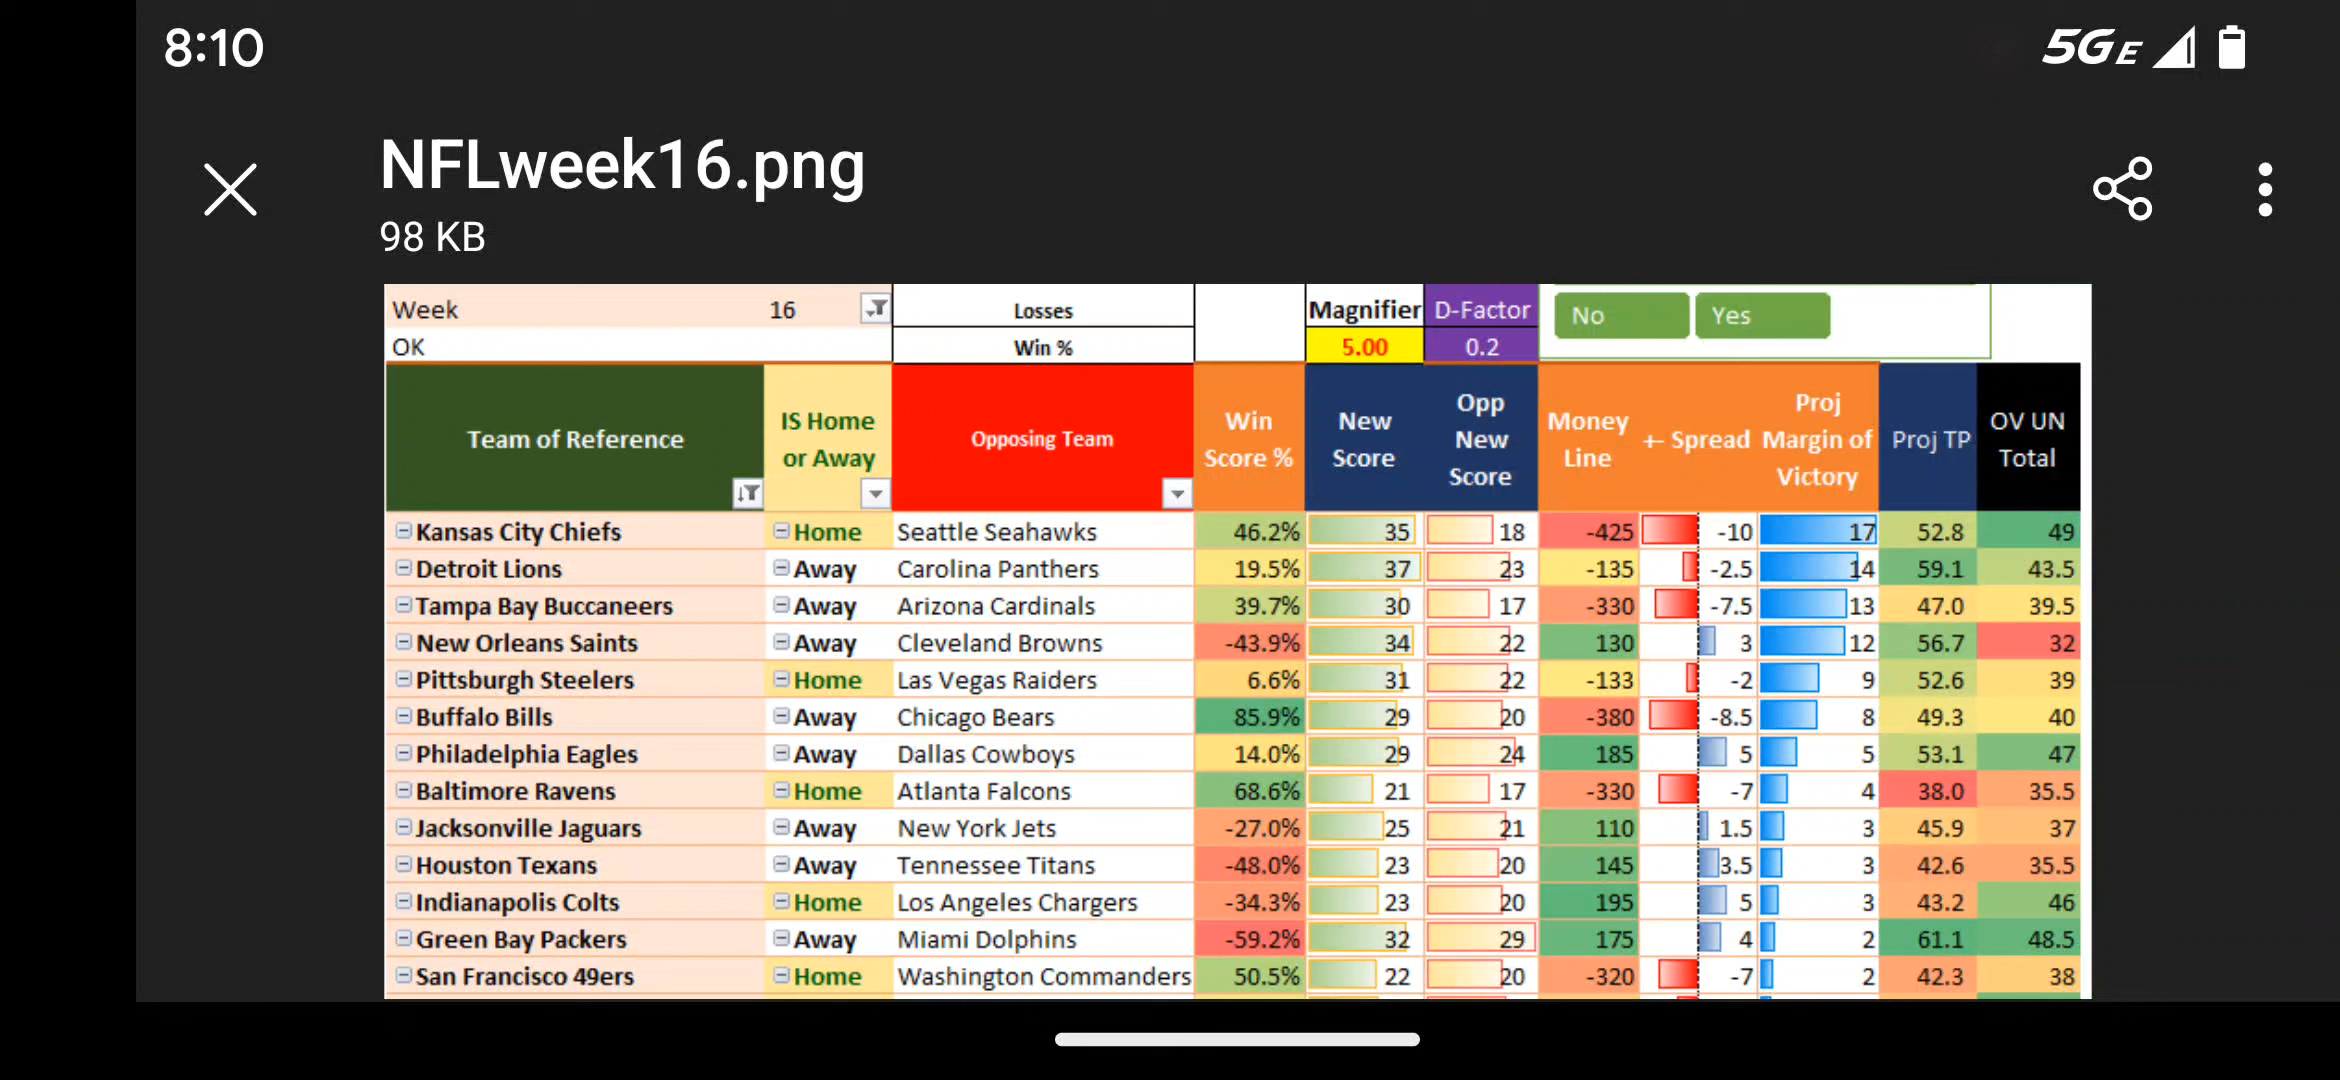 8:10
5GE
NFLweek16.png
98 KB
Week 16 Losses Magnifier D-Factor No Yes
OK Win % 5.00 0.2
Team of Reference IS Home or Away Opposing Team Win Score % New Score Opp New Score Money Line +- Spread Proj Margin of Victory Proj TP OV UN Total
Kansas City Chiefs Home Seattle Seahawks 46.2% 35 18 -425 -10 17 52.8 49
Detroit Lions Away Carolina Panthers 19.5% 37 23 -135 -2.5 14 59.1 43.5
Tampa Bay Buccaneers Away Arizona Cardinals 39.7% 30 17 -330 -7.5 13 47.0 39.5
New Orleans Saints Away Cleveland Browns -43.9% 34 22 130 3 12 56.7 32
Pittsburgh Steelers Home Las Vegas Raiders 6.6% 31 22 -133 -2 9 52.6 39
Buffalo Bills Away Chicago Bears 85.9% 29 20 -380 -8.5 8 49.3 40
Philadelphia Eagles Away Dallas Cowboys 14.0% 29 24 185 5 5 53.1 47
Baltimore Ravens Home Atlanta Falcons 68.6% 21 17 -330 -7 4 38.0 35.5
Jacksonville Jaguars Away New York Jets -27.0% 25 21 110 1.5 3 45.9 37
Houston Texans Away Tennessee Titans -48.0% 23 20 145 3.5 3 42.6 35.5
Indianapolis Colts Home Los Angeles Chargers -34.3% 23 20 195 5 3 43.2 46
Green Bay Packers Away Miami Dolphins -59.2% 32 29 175 4 2 61.1 48.5
San Francisco 49ers Home Washington Commanders 50.5% 22 20 -320 -7 2 42.3 38